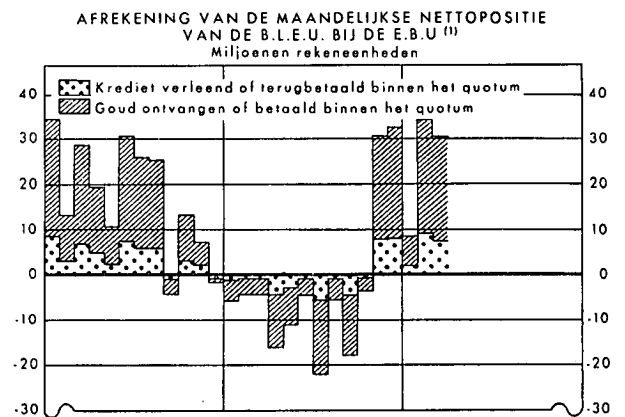 AFREKENING VAN DE MAANDELIJKSE NETTOPOSITIE
VAN DE B.L.E.U. BIJ DE E.B.U (1)
Miljoenen rekeneenheden
Krediet verleend of terugbetaald binnen het quotum
Goud ontvangen of betaald binnen het quotum
40 40
30 30
20 20
10 10
0 0
-10 -10
-20 -20
-30 -30